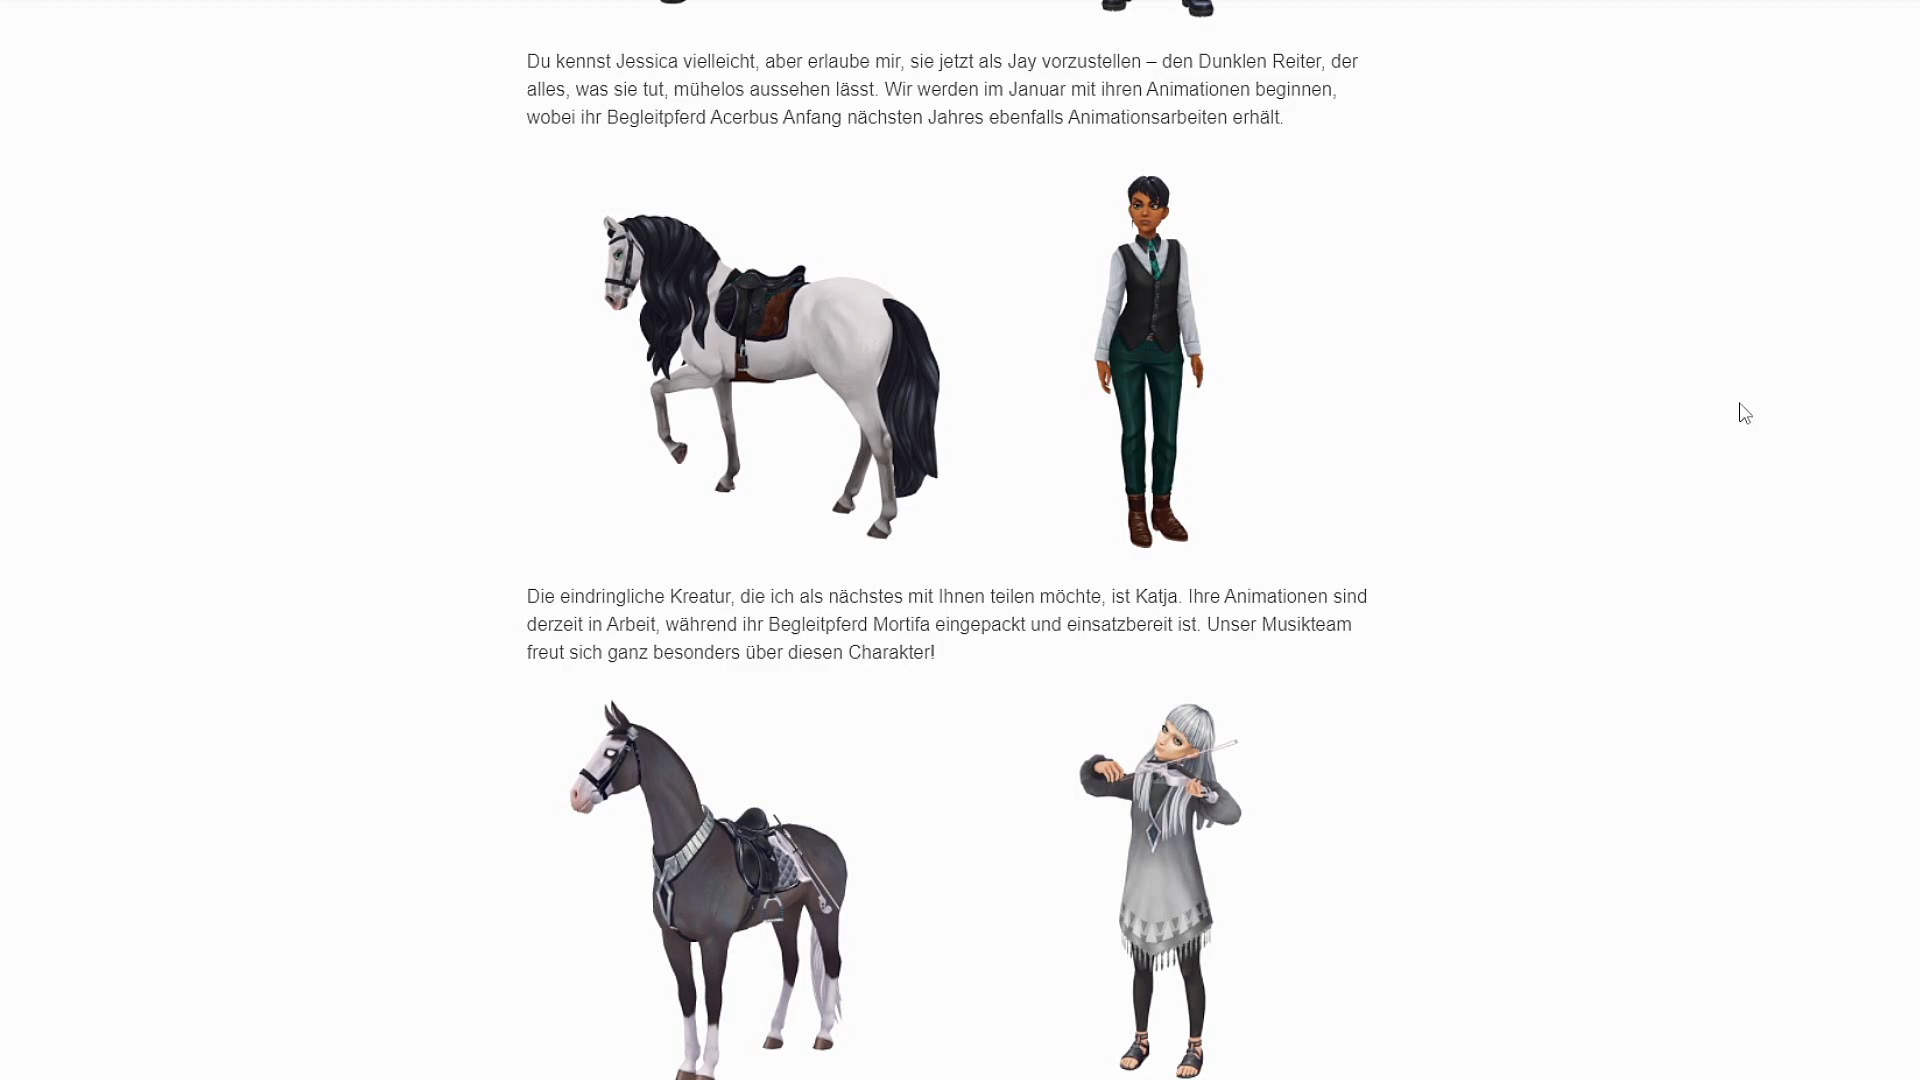 Du kennst Jessica vielleicht, aber erlaube mir, sie jetzt als Jay vorzustellen – den Dunklen Reiter, der
alles, was sie tut, mühelos aussehen lässt. Wir werden im Januar mit ihren Animationen beginnen,
wobei ihr Begleitpferd Acerbus Anfang nächsten Jahres ebenfalls Animationsarbeiten erhält.
Die eindringliche Kreatur, die ich als nächstes mit Ihnen teilen möchte, ist Katja. Ihre Animationen sind
derzeit in Arbeit, während ihr Begleitpferd Mortifa eingepackt und einsatzbereit ist. Unser Musikteam
freut sich ganz besonders über diesen Charakter!